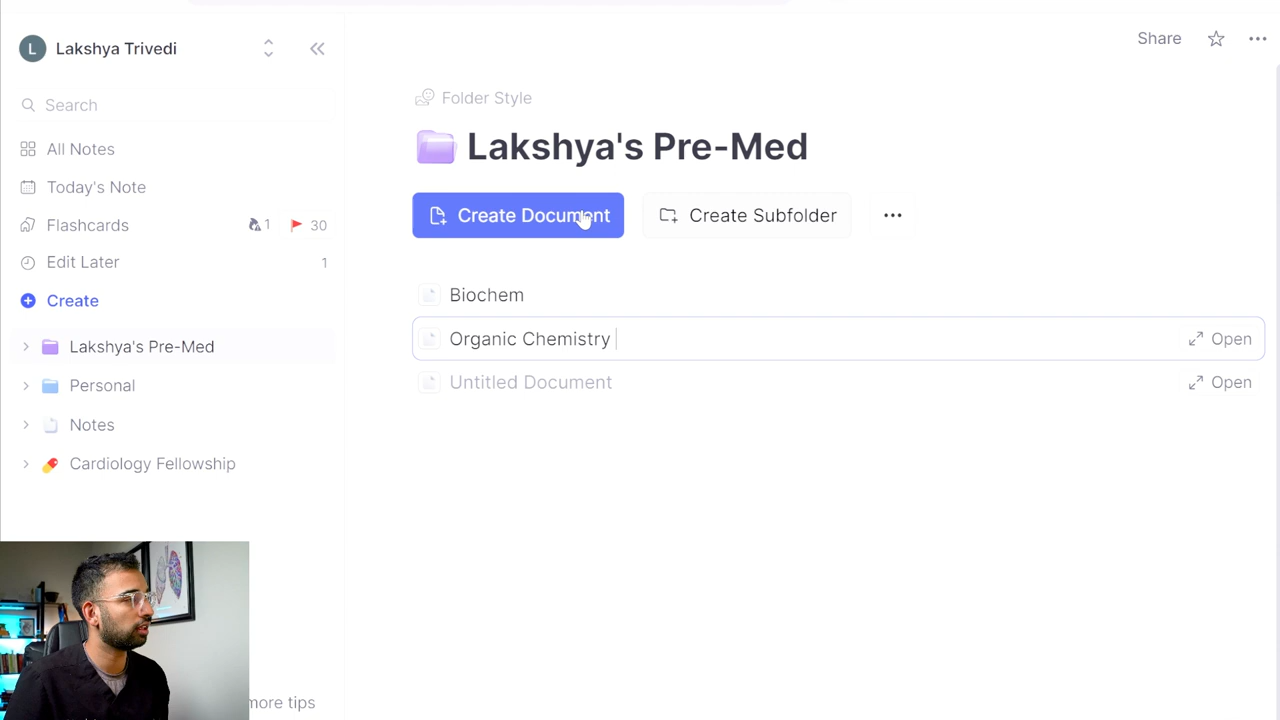 L Lakshya Trivedi
Share
Search
All Notes
Today's Note
Flashcards 1 30
Edit Later 1
Create
Lakshya's Pre-Med
Personal
Notes
Cardiology Fellowship
more tips
Folder Style
Lakshya's Pre-Med
Create Document Create Subfolder
Biochem
Organic Chemistry Open
Untitled Document Open